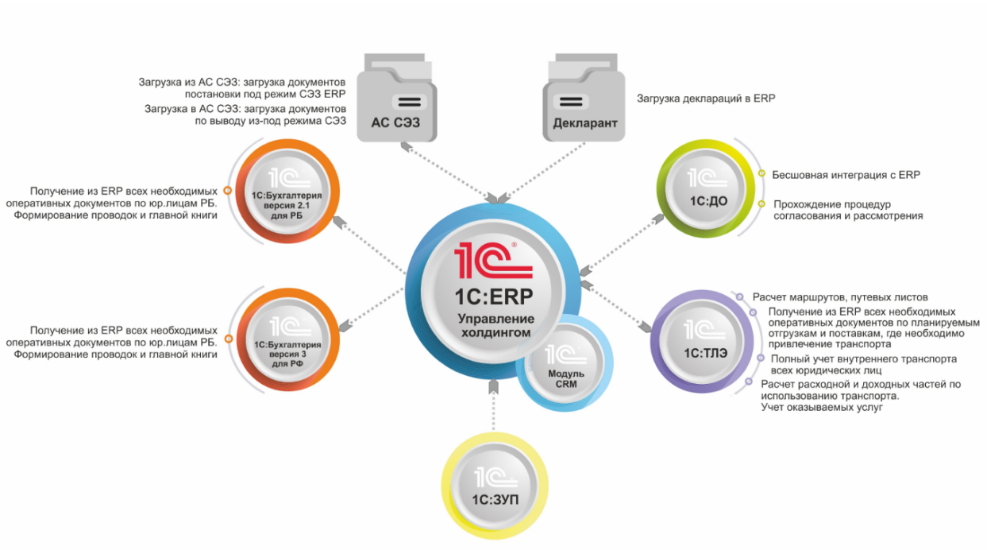 Загрузка из АС СЭЗ: загрузка документов
постановки под режим СЭЗ ERP
Загрузка в АС СЭЗ: загрузка документов
по выводу из-под режима СЭЗ
АС СЭЗ
Декларант
Загрузка деклараций в ERP
Получение из ERP всех необходимых
оперативных документов по юр.лицам РБ.
Формирование проводок и главной книги
1С
1С:Бухгалтерия
версия 2.1
для РБ
1С
1С:ДО
Бесшовная интеграция с ERP
Прохождение процедур
согласования и рассмотрения
1С®
1С:ERP
Управление
холдингом
1С
Модуль
CRM
Получение из ERP всех необходимых
оперативных документов по юр.лицам РБ.
Формирование проводок и главной книги
1С
1С:Бухгалтерия
версия 3
для РФ
1С
1С:ТЛЭ
Расчет маршрутов, путевых листов
Получение из ERP всех необходимых
оперативных документов по планируемым
отгрузкам и поставкам, где необходимо
привлечение транспорта
Полный учет внутреннего транспорта
всех юридических лиц
Расчет расходной и доходных частей по
использованию транспорта.
Учет оказываемых услуг
1С
1С:ЗУП